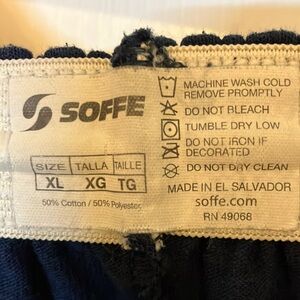 SOFFE
SIZE TALLA TAILLE
XL XG TG
50% Cotton / 50% Polyester
MACHINE WASH COLD
REMOVE PROMPTLY
DO NOT BLEACH
TUMBLE DRY LOW
DO NOT IRON IF
DECORATED
DO NOT DRY CLEAN
MADE IN EL SALVADOR
soffe.com
RN 49068